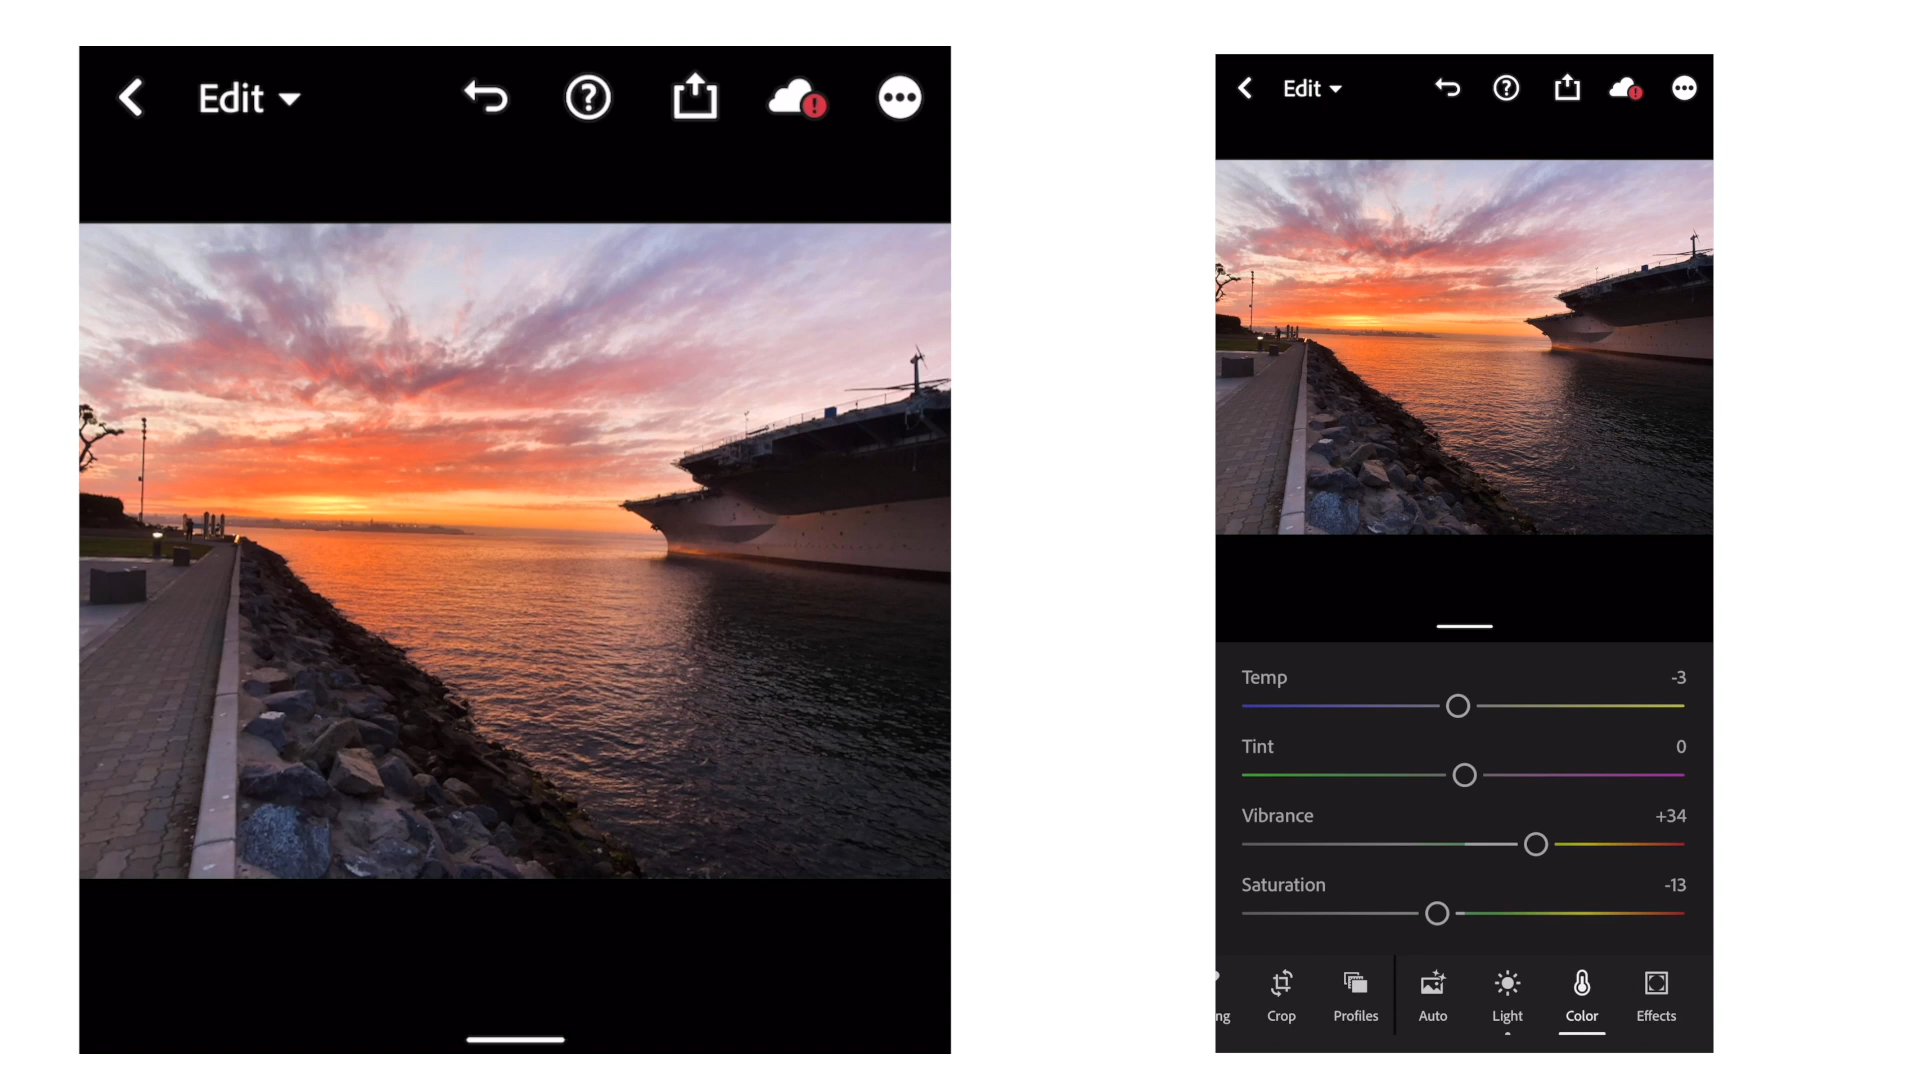 Edit
Edit
Temp -3
Tint 0
Vibrance +34
Saturation -13
ng Crop Profiles Auto Light Color Effects